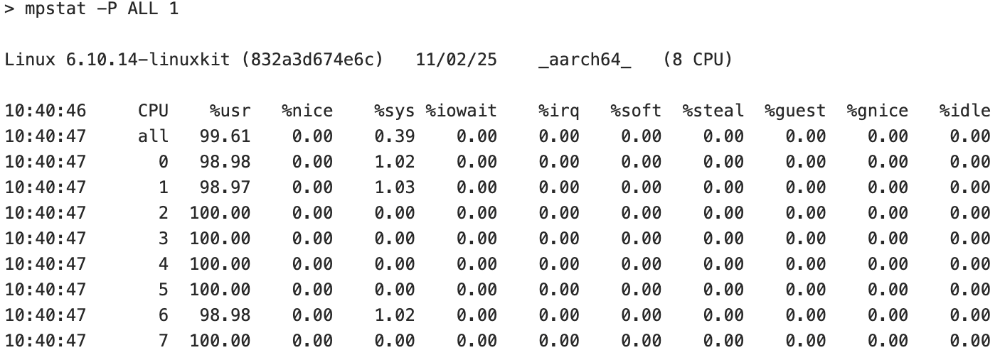 > mpstat -P ALL 1
Linux 6.10.14-linuxkit (832a3d674e6c)   11/02/25    _aarch64_   (8 CPU)
10:40:46     CPU    %usr   %nice    %sys %iowait    %irq   %soft  %steal  %guest  %gnice   %idle
10:40:47     all   99.61    0.00    0.39    0.00    0.00    0.00    0.00    0.00    0.00    0.00
10:40:47       0   98.98    0.00    1.02    0.00    0.00    0.00    0.00    0.00    0.00    0.00
10:40:47       1   98.97    0.00    1.03    0.00    0.00    0.00    0.00    0.00    0.00    0.00
10:40:47       2  100.00    0.00    0.00    0.00    0.00    0.00    0.00    0.00    0.00    0.00
10:40:47       3  100.00    0.00    0.00    0.00    0.00    0.00    0.00    0.00    0.00    0.00
10:40:47       4  100.00    0.00    0.00    0.00    0.00    0.00    0.00    0.00    0.00    0.00
10:40:47       5  100.00    0.00    0.00    0.00    0.00    0.00    0.00    0.00    0.00    0.00
10:40:47       6   98.98    0.00    1.02    0.00    0.00    0.00    0.00    0.00    0.00    0.00
10:40:47       7  100.00    0.00    0.00    0.00    0.00    0.00    0.00    0.00    0.00    0.00